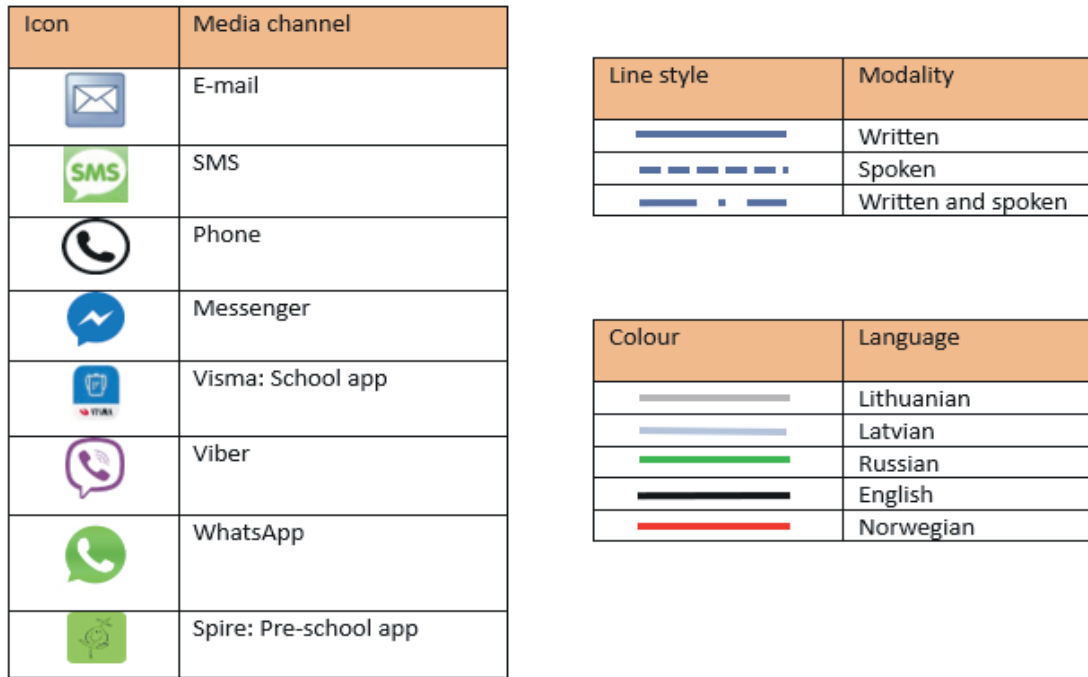 Icon Media channel
E-mail
SMS SMS
Phone
Messenger
VISMA Visma: School app
Viber
WhatsApp
Spire: Pre-school app
Line style Modality
Written
Spoken
Written and spoken
Colour Language
Lithuanian
Latvian
Russian
English
Norwegian